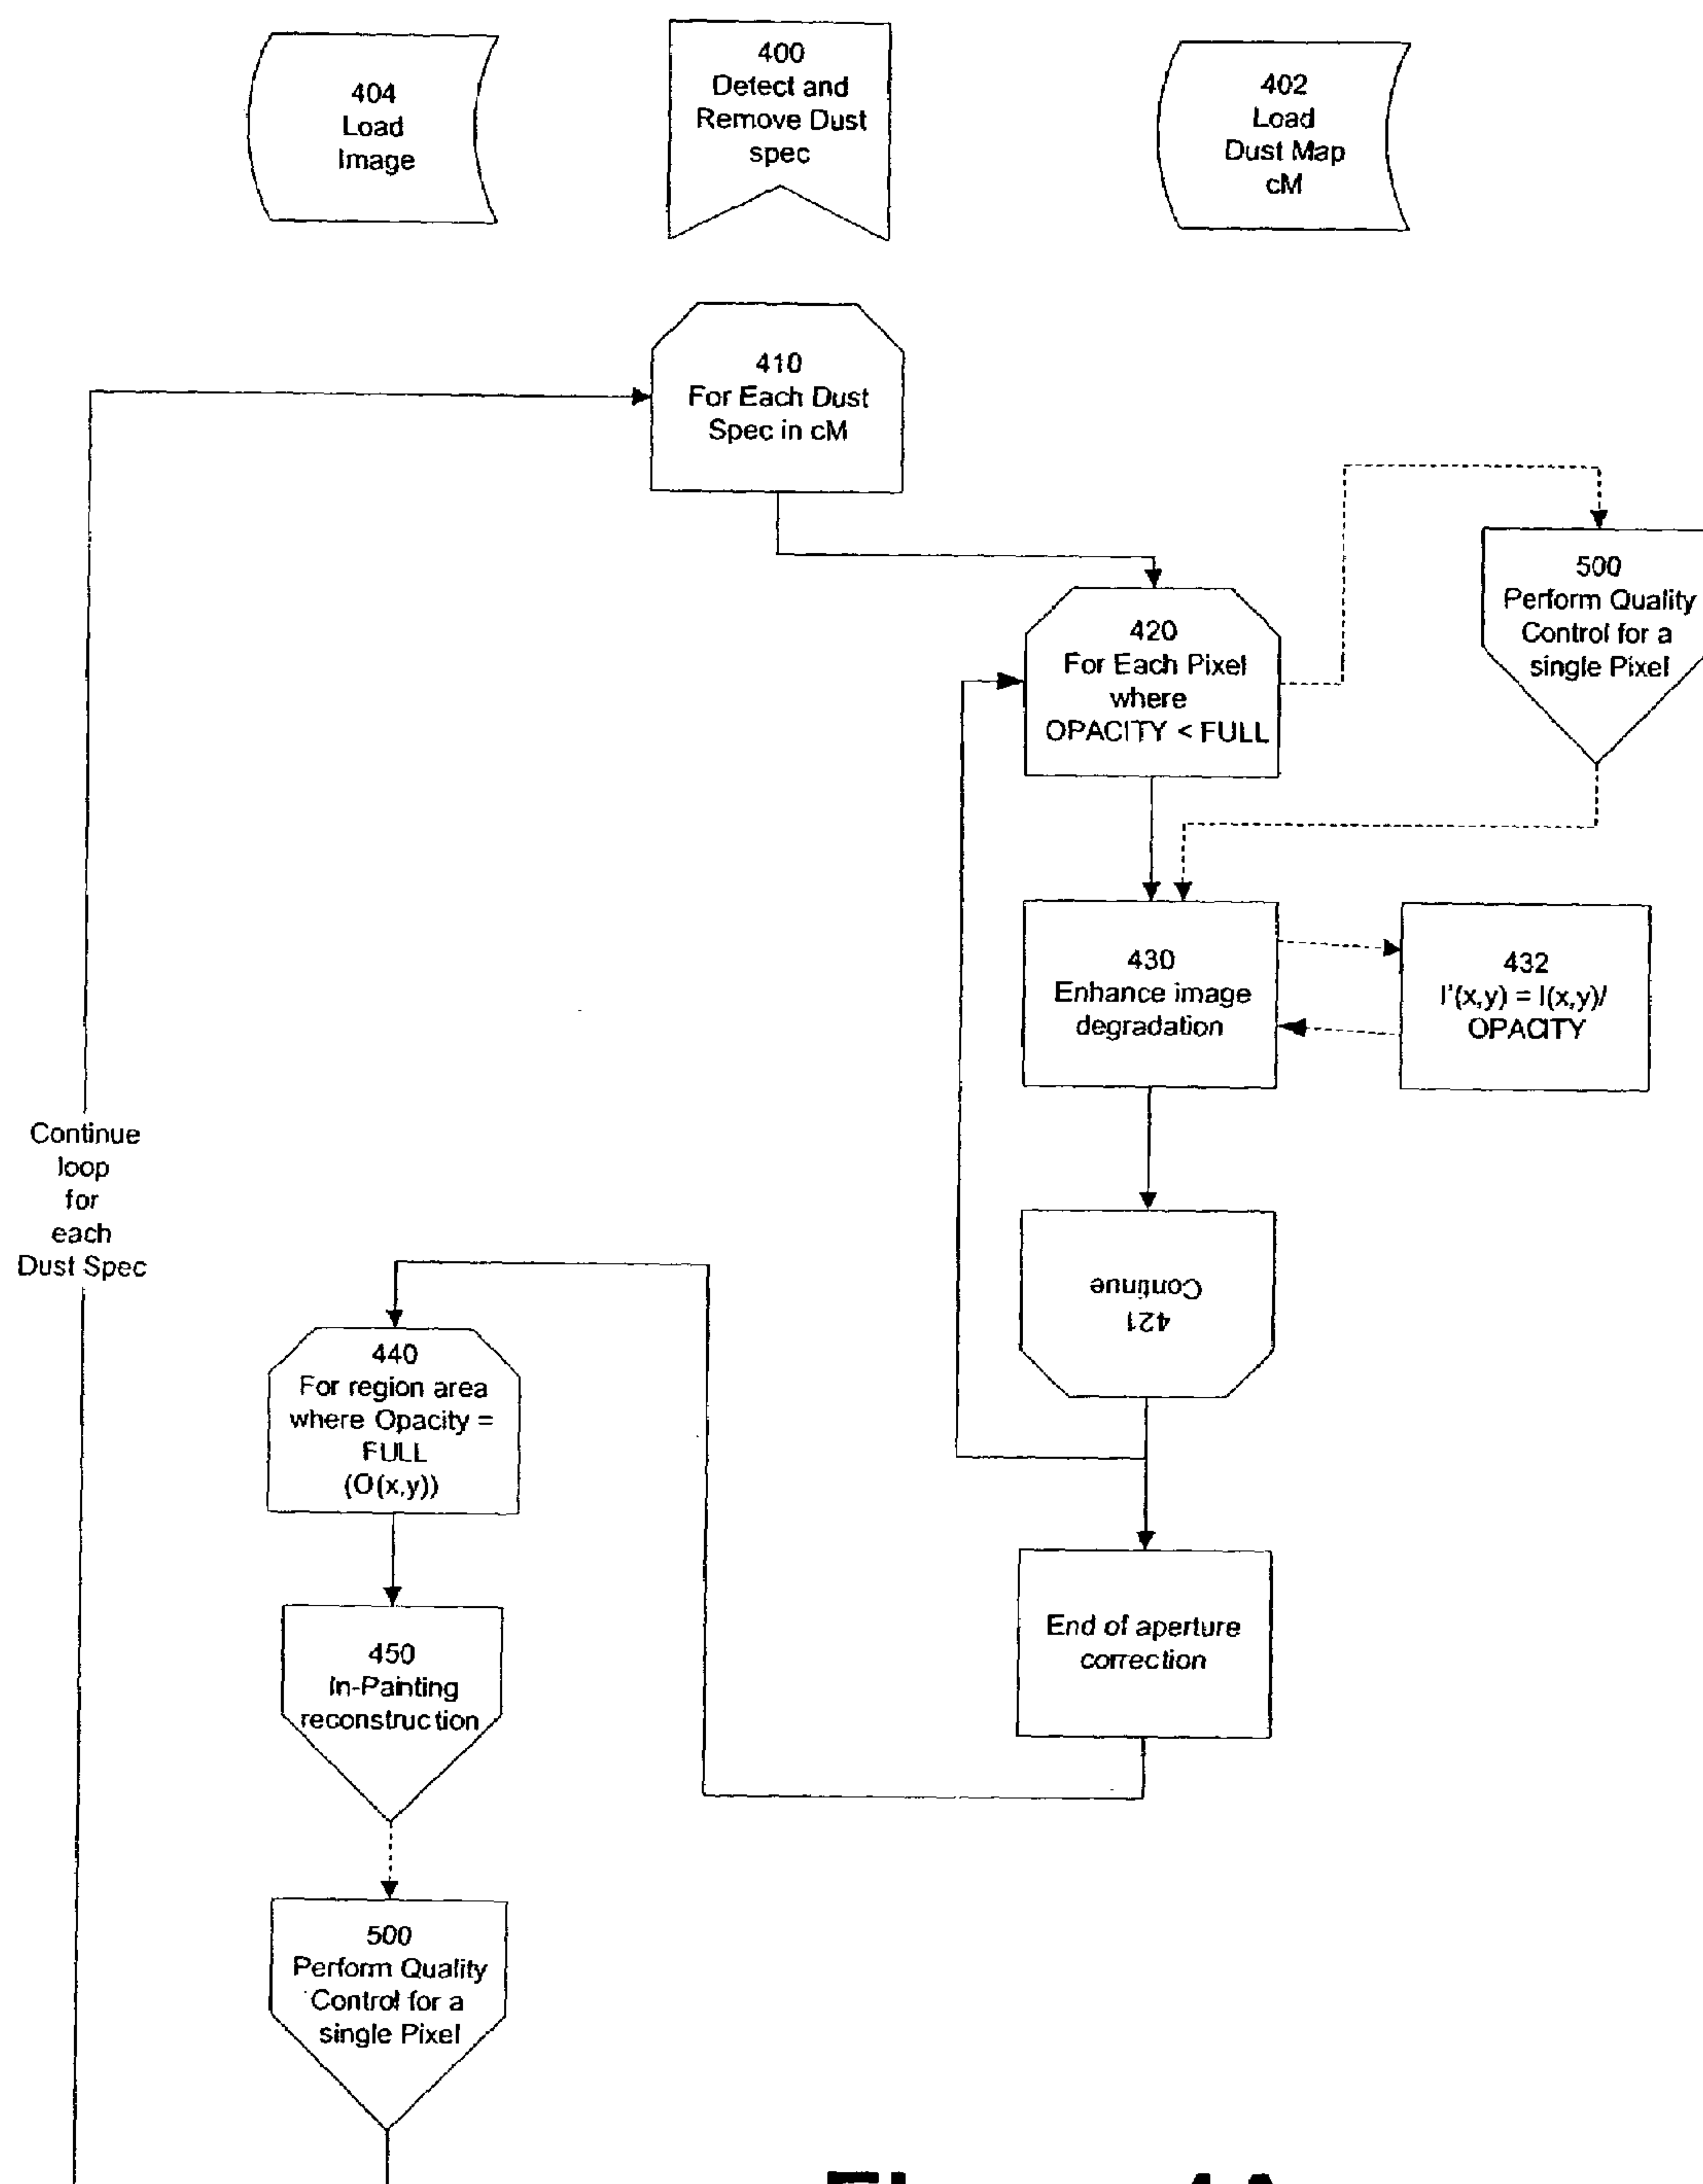 404
Load
Image
400
Detect and
Remove Dust
spec
402
Load
Dust Map
cM
410
For Each Dust
Spec in cM
500
Perform Quality
Control for a
single Pixel
420
For Each Pixel
where
OPACITY < FULL
430
Enhance image
degradation
432
I'(x,y) = I(x,y)/
OPACITY
Continue
loop
for
each
Dust Spec
421
Continue
440
For region area
where Opacity =
FULL
(O(x,y))
End of aperture
correction
450
In-Painting
reconstruction
500
Perform Quality
Control for a
single Pixel